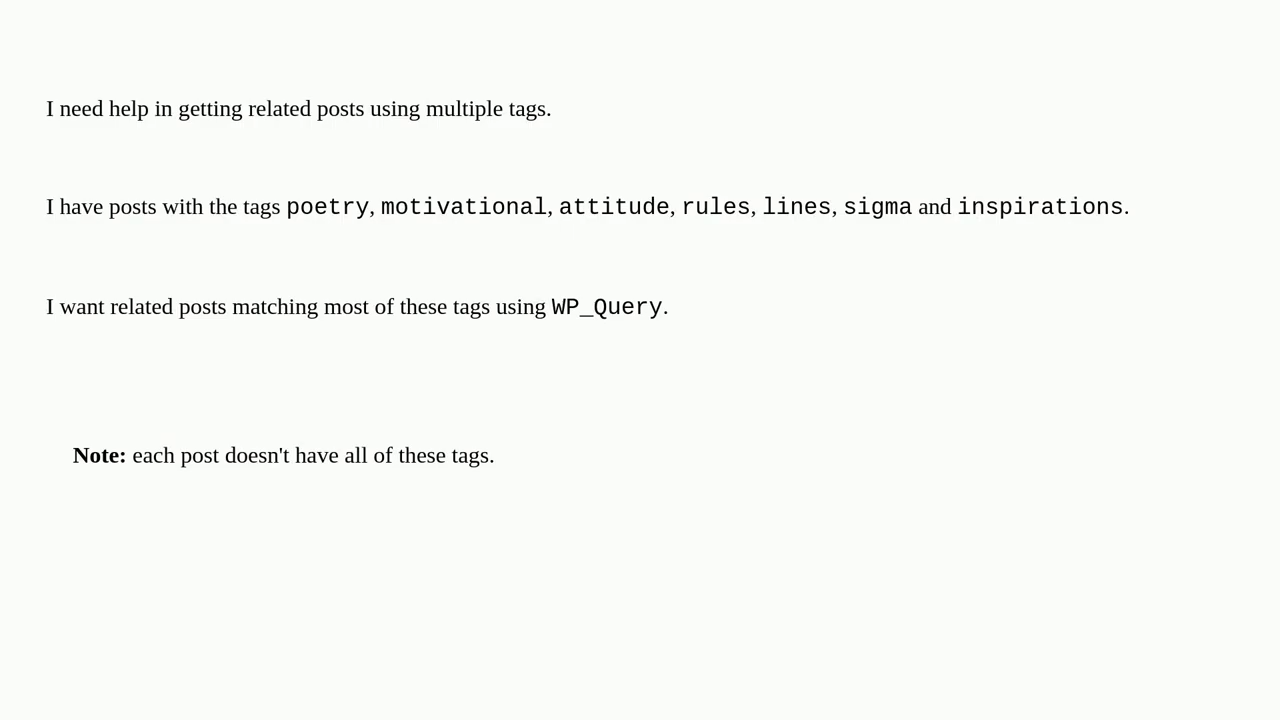 I need help in getting related posts using multiple tags.
I have posts with the tags poetry, motivational, attitude, rules, lines, sigma and inspirations.
I want related posts matching most of these tags using WP_Query.
Note: each post doesn't have all of these tags.